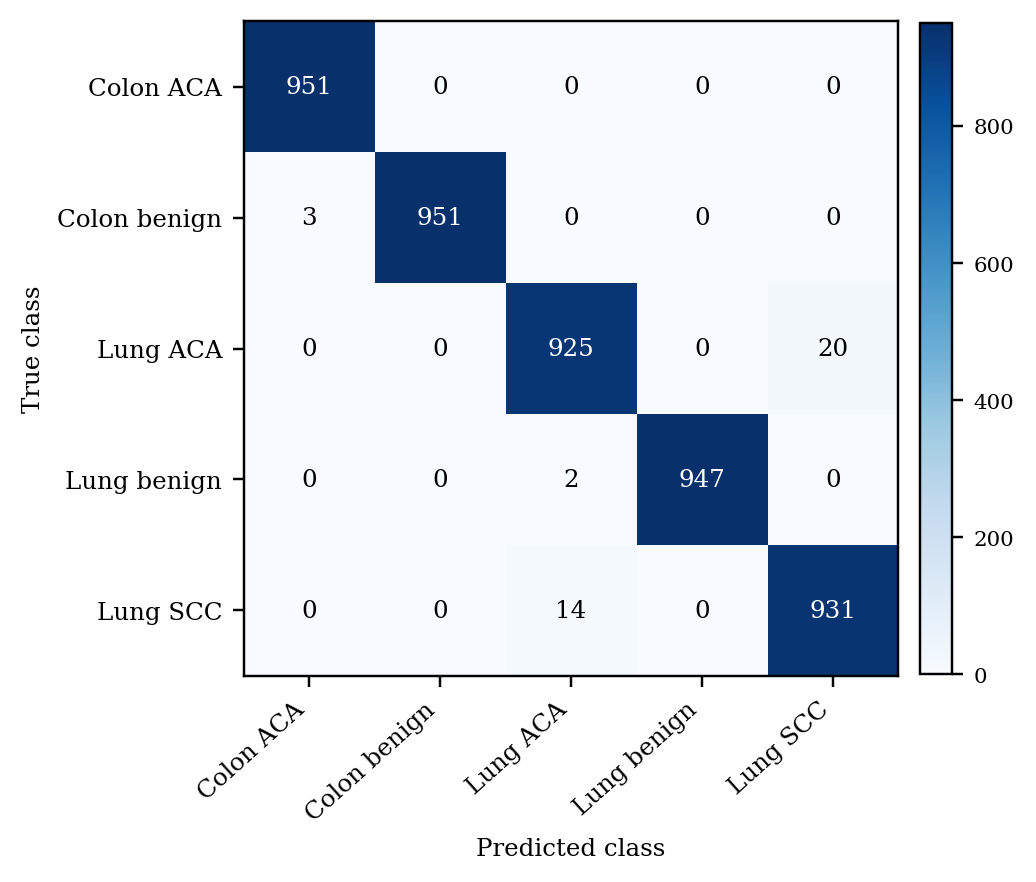 Colon ACA 951 0 0 0 0
Colon benign 3 951 0 0 0
Lung ACA 0 0 925 0 20
Lung benign 0 0 2 947 0
Lung SCC 0 0 14 0 931
Colon ACA Colon benign Lung ACA Lung benign Lung SCC
Predicted class
True class
800
600
400
200
0